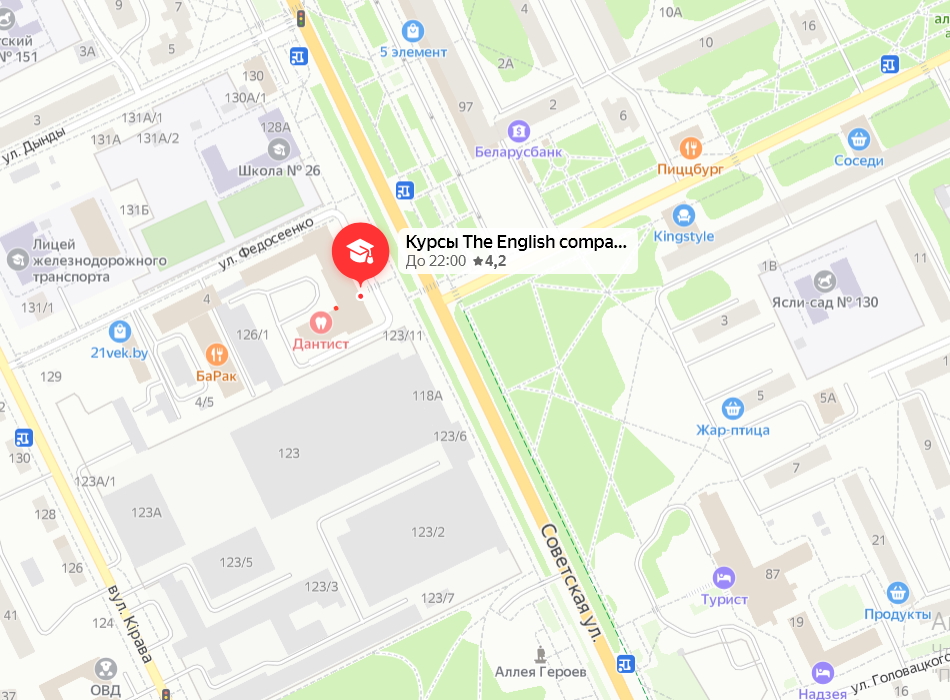 9
7
4
10А
16
тский
№ 151
3А
5
5 элемент
10
2А
130
130А/1
97
2
6
3
131А/1
131А
131А/2
128А
ул. Дынды
Беларусбанк
Школа № 26
Пиццбург
Соседи
131Б
ул. Федосеенко
Kingstyle
Лицей
железнодорожного
транспорта
Курсы The English compa...
До 22:00 ★4,2
11
1В
131/1
4
Ясли-сад № 130
3
126/1
123/11
Дантист
21vek.by
БаРак
129
4/5
118А
5
5А
Жар-птица
123/6
130
123
9
7
123А/1
128
123А
123/2
21
Советская ул.
126
123/5
87
123/3
Турист
вул. Кірава
123/7
Продукты
41
124
19
Аллея Героев
ул. Головацкого
ОВД
37
Надзея
16